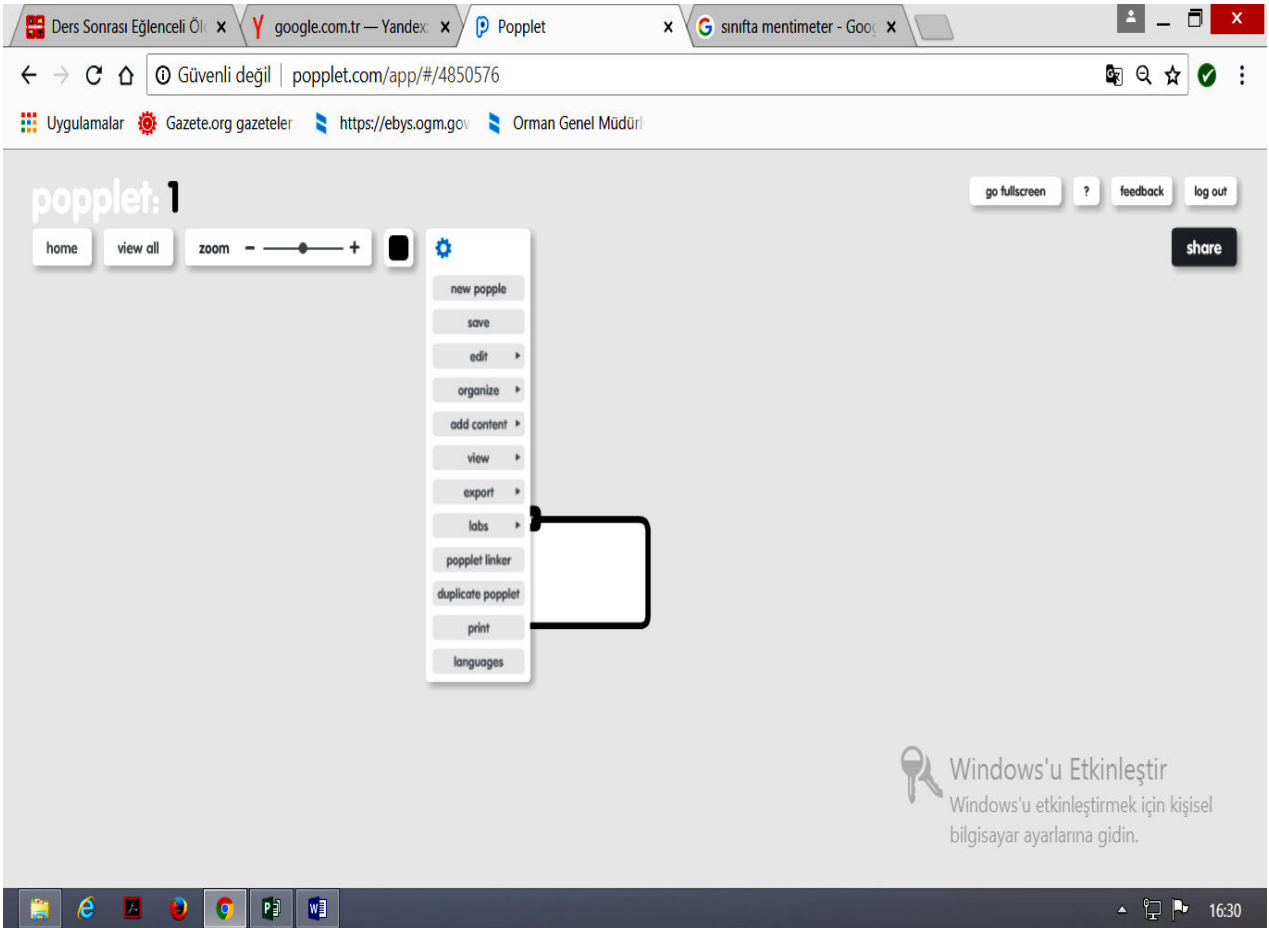 Ders Sonrası Eğlenceli Öl
google.com.tr — Yandex
Popplet
sınıfta mentimeter - Goog
Güvenli değil | popplet.com/app/#/4850576
Uygulamalar
Gazete.org gazeteler
https://ebys.ogm.gov
Orman Genel Müdürl
popplet: 1
go fullscreen
?
feedback
log out
home
view all
zoom - +
share
new popple
save
edit
organize
add content
view
export
labs
popplet linker
duplicate popplet
print
languages
Windows'u Etkinleştir
Windows'u etkinleştirmek için kişisel
bilgisayar ayarlarına gidin.
16:30